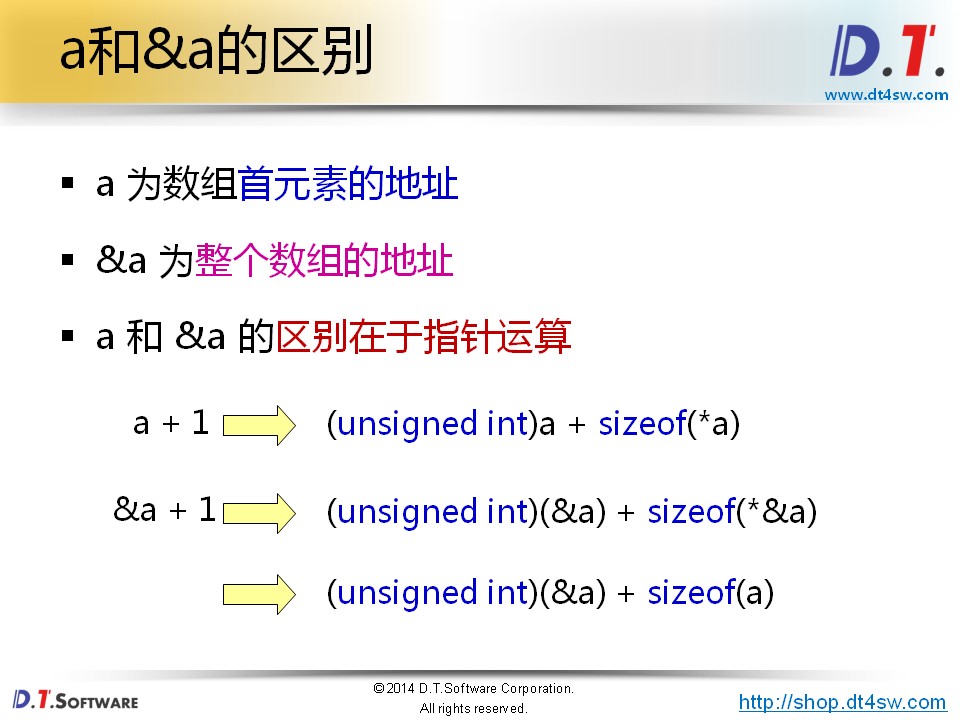 a和&a的区别
D.T.
www.dt4sw.com
▪ a 为数组首元素的地址
▪ &a 为整个数组的地址
▪ a 和 &a 的区别在于指针运算
a + 1 (unsigned int)a + sizeof(*a)
&a + 1 (unsigned int)(&a) + sizeof(*&a)
(unsigned int)(&a) + sizeof(a)
D.T.SOFTWARE
©2014 D.T.Software Corporation.
All rights reserved.
http://shop.dt4sw.com